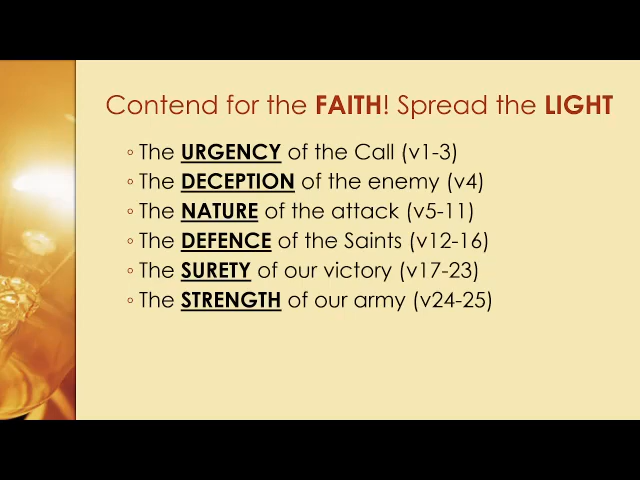 Contend for the FAITH! Spread the LIGHT
◦ The URGENCY of the Call (v1-3)
◦ The DECEPTION of the enemy (v4)
◦ The NATURE of the attack (v5-11)
◦ The DEFENCE of the Saints (v12-16)
◦ The SURETY of our victory (v17-23)
◦ The STRENGTH of our army (v24-25)